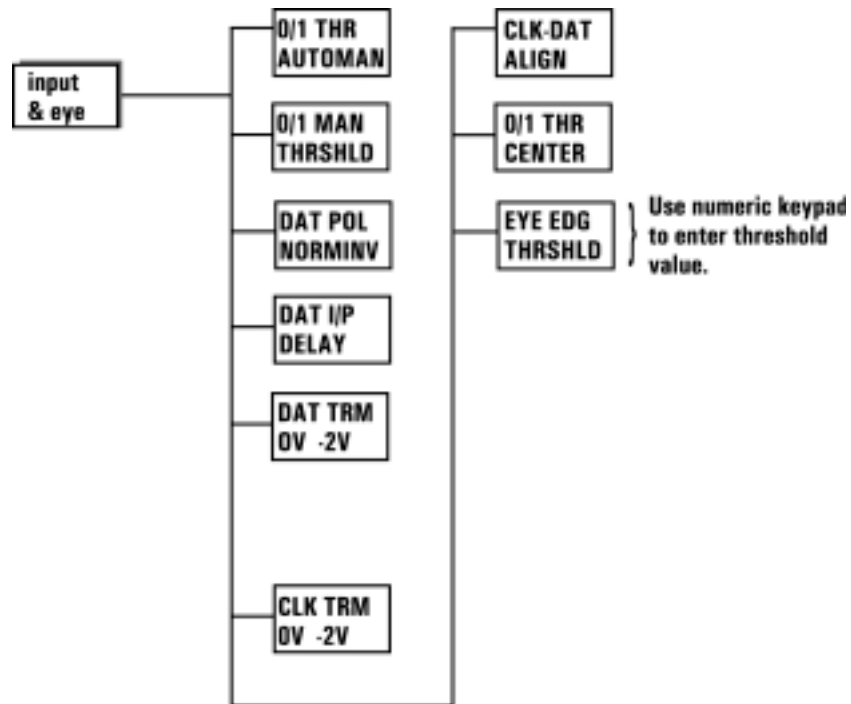 input
& eye
0/1 THR
AUTOMAN
0/1 MAN
THRSHLD
DAT POL
NORMINV
DAT I/P
DELAY
DAT TRM
0V -2V
CLK TRM
0V -2V
CLK-DAT
ALIGN
0/1 THR
CENTER
EYE EDG
THRSHLD
Use numeric keypad
to enter threshold
value.